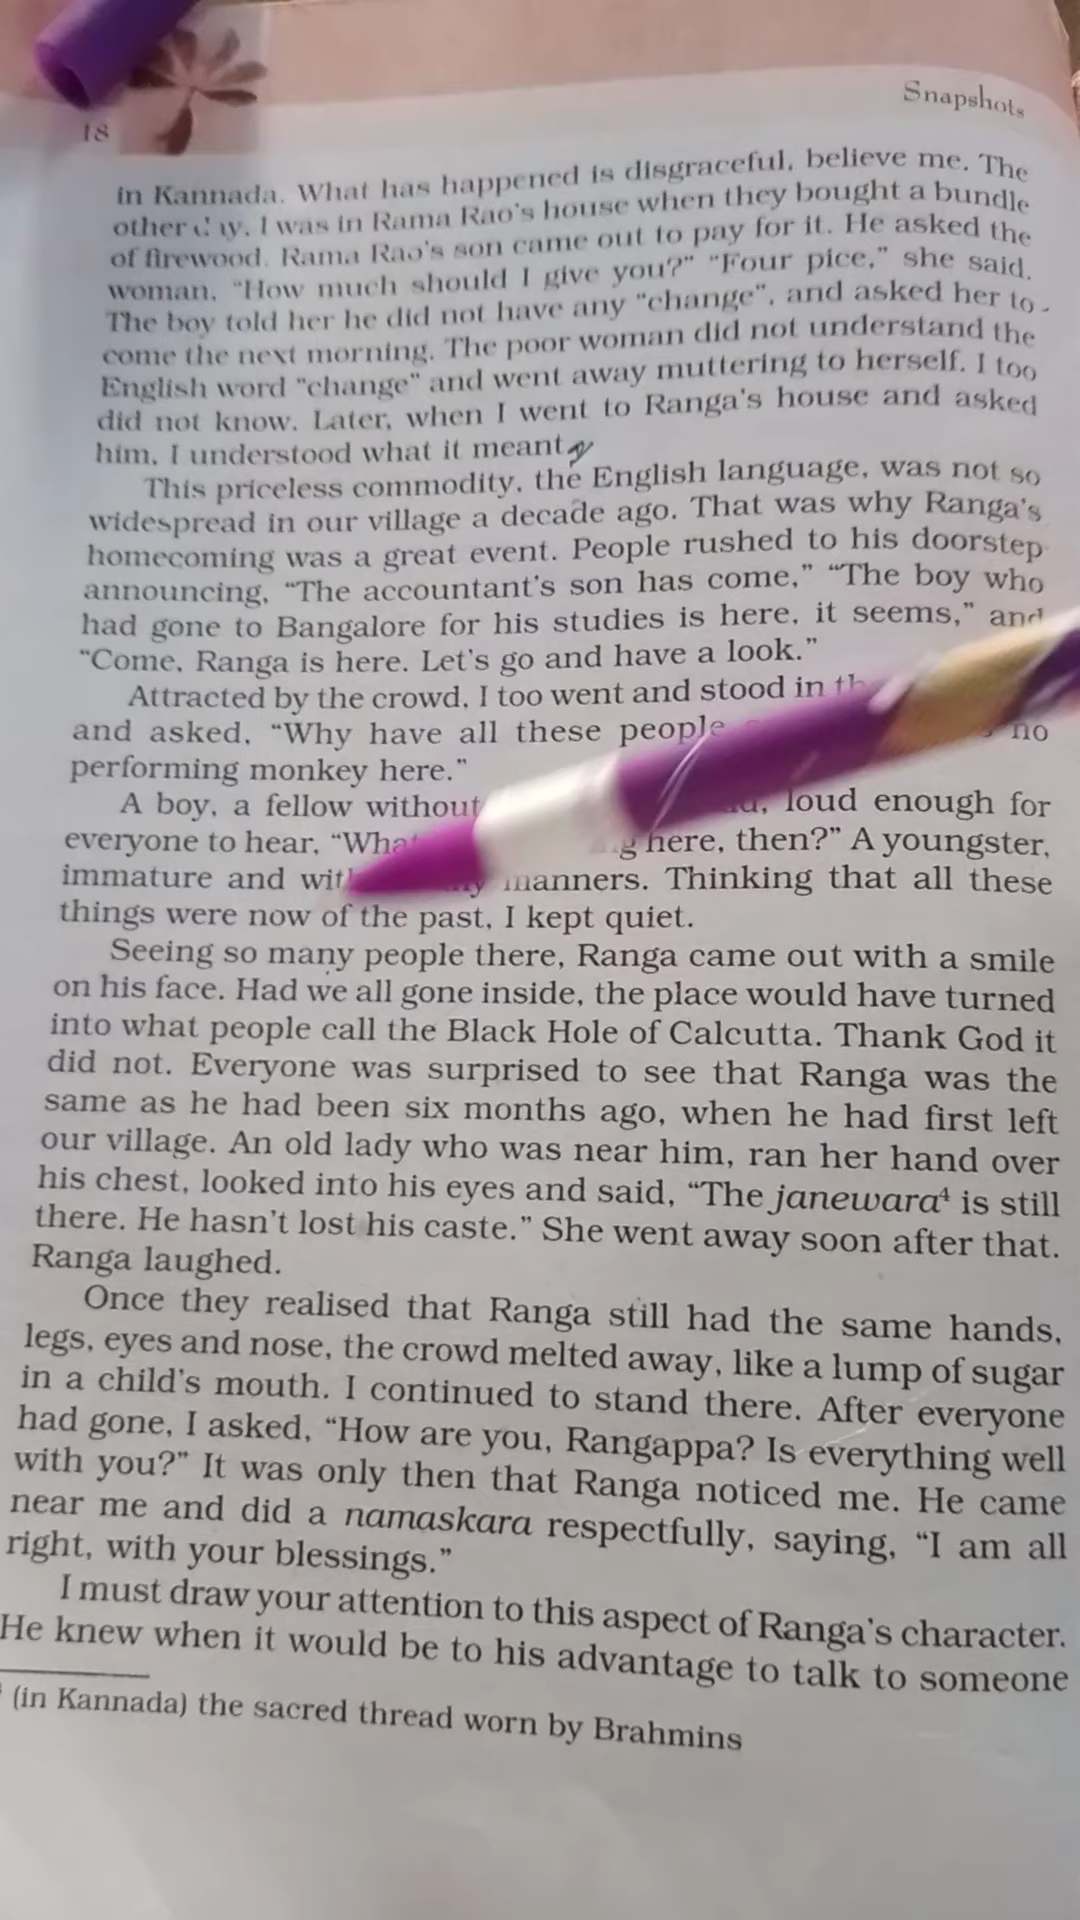 Snapshots
18
in Kannada. What has happened is disgraceful, believe me. The
other day, I was in Rama Rao's house when they bought a bundle
of firewood. Rama Rao's son came out to pay for it. He asked the
woman, "How much should I give you?" "Four pice," she said.
The boy told her he did not have any "change", and asked her to
come the next morning. The poor woman did not understand the
English word "change" and went away muttering to herself. I too
did not know. Later, when I went to Ranga's house and asked
him, I understood what it meant.
This priceless commodity, the English language, was not so
widespread in our village a decade ago. That was why Ranga's
homecoming was a great event. People rushed to his doorstep
announcing, “The accountant's son has come,” “The boy who
had gone to Bangalore for his studies is here, it seems,” and
“Come, Ranga is here. Let's go and have a look.”
Attracted by the crowd, I too went and stood in
and asked, “Why have all these people no
performing monkey here.”
A boy, a fellow without loud enough for
everyone to hear, here, then?” A youngster,
immature and manners. Thinking that all these
things were now of the past, I kept quiet.
Seeing so many people there, Ranga came out with a smile
on his face. Had we all gone inside, the place would have turned
into what people call the Black Hole of Calcutta. Thank God it
did not. Everyone was surprised to see that Ranga was the
same as he had been six months ago, when he had first left
our village. An old lady who was near him, ran her hand over
his chest, looked into his eyes and said, “The janewara⁴ is still
there. He hasn't lost his caste.” She went away soon after that.
Ranga laughed.
Once they realised that Ranga still had the same hands,
legs, eyes and nose, the crowd melted away, like a lump of sugar
in a child's mouth. I continued to stand there. After everyone
had gone, I asked, “How are you, Rangappa? Is everything well
with you?” It was only then that Ranga noticed me. He came
near me and did a namaskara respectfully, saying, “I am all
right, with your blessings.”
I must draw your attention to this aspect of Ranga's character.
He knew when it would be to his advantage to talk to someone
(in Kannada) the sacred thread worn by Brahmins